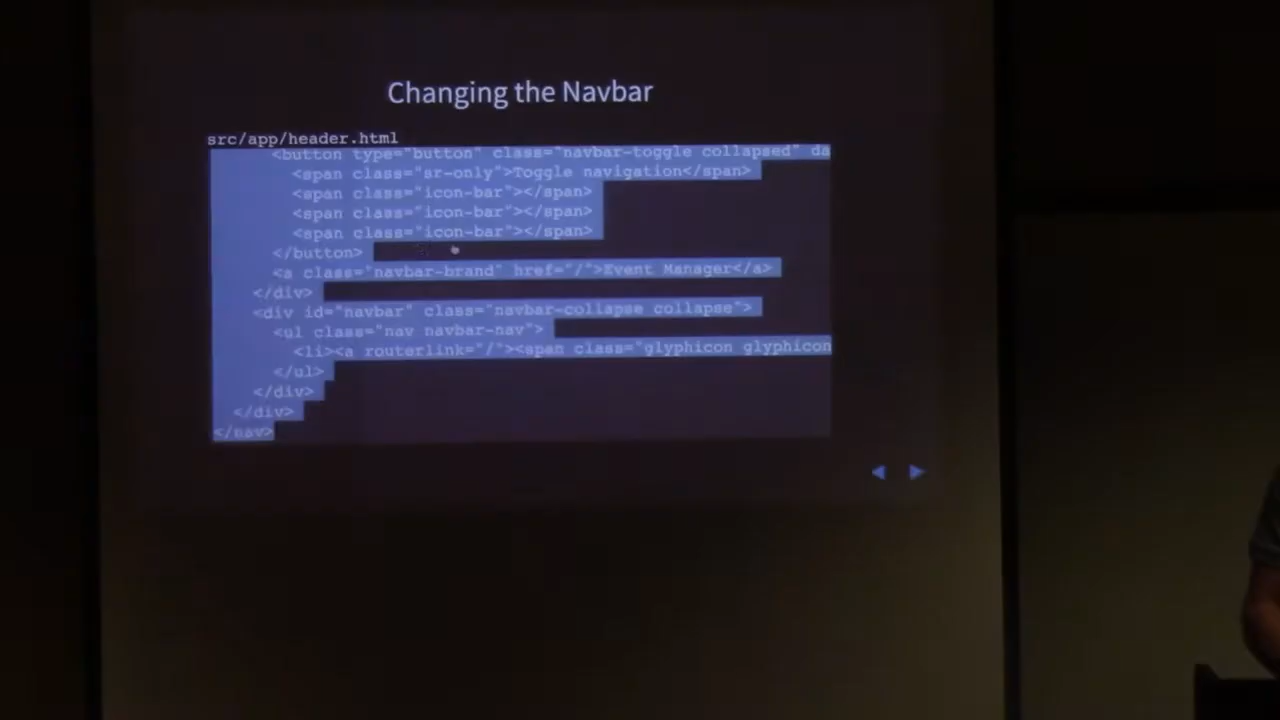 Changing the Navbar
src/app/header.html
<button type="button" class="navbar-toggle collapsed" da
<span class="sr-only">Toggle navigation</span>
<span class="icon-bar"></span>
<span class="icon-bar"></span>
<span class="icon-bar"></span>
</button>
<a class="navbar-brand" href="/">Event Manager</a>
</div>
<div id="navbar" class="navbar-collapse collapse">
<ul class="nav navbar-nav">
<li><a routerlink="/"><span class="glyphicon glyphicon
</ul>
</div>
</div>
</nav>